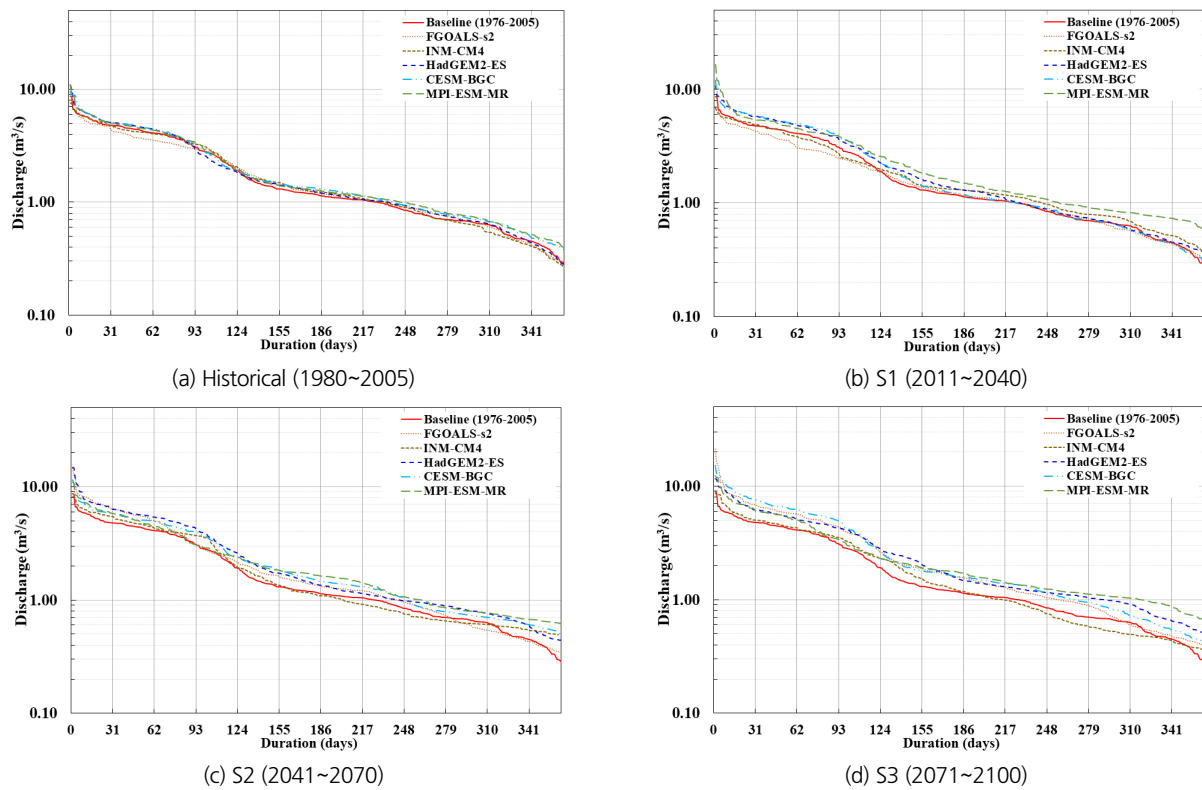 Baseline (1976-2005)
FGOALS-s2
INM-CM4
HadGEM2-ES
CESM-BGC
MPI-ESM-MR
Discharge (m³/s)
10.00
1.00
0.10
0 31 62 93 124 155 186 217 248 279 310 341
Duration (days)
(a) Historical (1980~2005)
Baseline (1976-2005)
FGOALS-s2
INM-CM4
HadGEM2-ES
CESM-BGC
MPI-ESM-MR
Discharge (m³/s)
10.00
1.00
0.10
0 31 62 93 124 155 186 217 248 279 310 341
Duration (days)
(b) S1 (2011~2040)
Baseline (1976-2005)
FGOALS-s2
INM-CM4
HadGEM2-ES
CESM-BGC
MPI-ESM-MR
Discharge (m³/s)
10.00
1.00
0.10
0 31 62 93 124 155 186 217 248 279 310 341
Duration (days)
(c) S2 (2041~2070)
Baseline (1976-2005)
FGOALS-s2
INM-CM4
HadGEM2-ES
CESM-BGC
MPI-ESM-MR
Discharge (m³/s)
10.00
1.00
0.10
0 31 62 93 124 155 186 217 248 279 310 341
Duration (days)
(d) S3 (2071~2100)